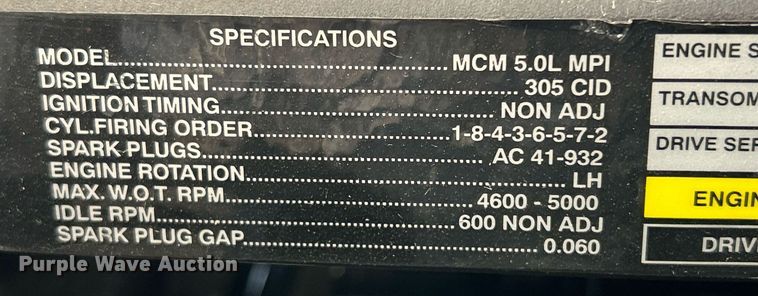 SPECIFICATIONS
MODEL................................................MCM 5.0L MPI
DISPLACEMENT................................................305 CID
IGNITION TIMING................................................NON ADJ
CYL.FIRING ORDER................................1-8-4-3-6-5-7-2
SPARK PLUGS................................................AC 41-932
ENGINE ROTATION................................................LH
MAX. W.O.T. RPM................................4600 - 5000
IDLE RPM................................................600 NON ADJ
SPARK PLUG GAP................................................0.060
ENGINE S
TRANSOM
DRIVE SER
ENGIN
DRIV
Purple Wave Auction